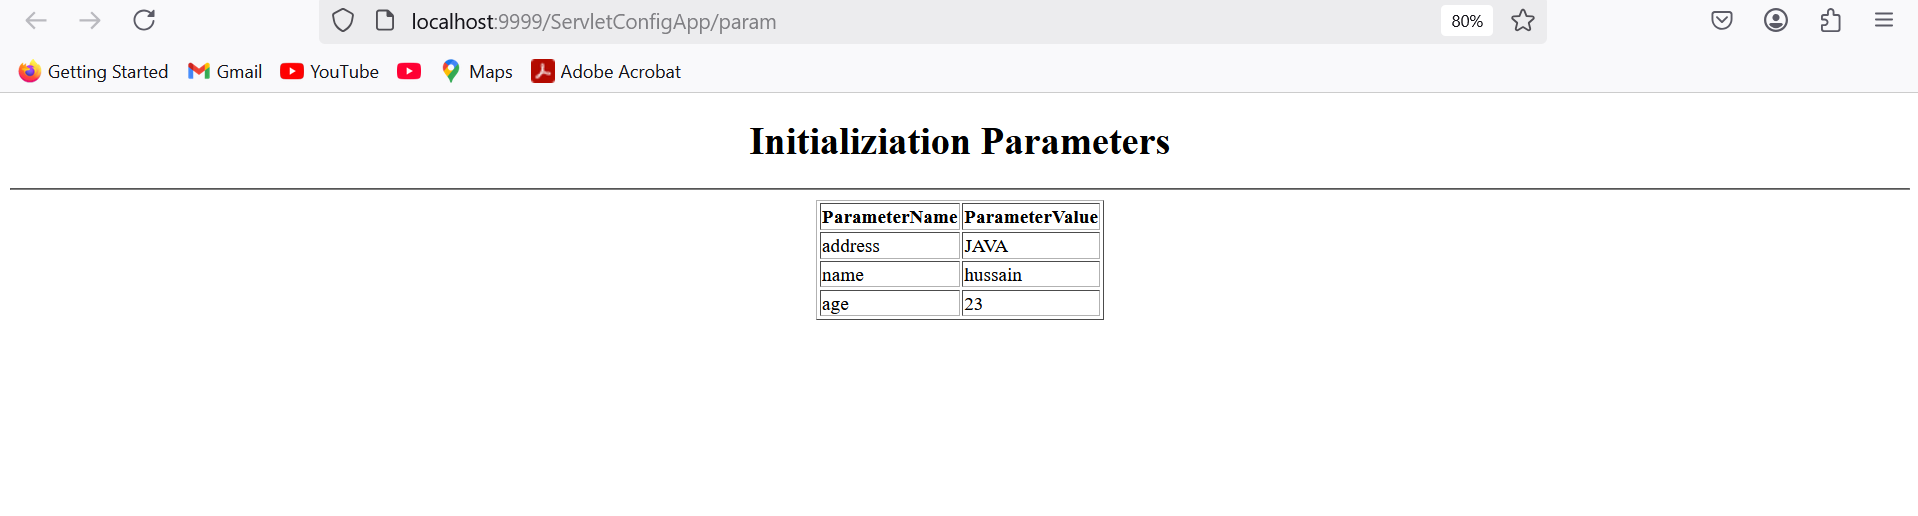 localhost:9999/ServletConfigApp/param 80%
Getting Started Gmail YouTube Maps Adobe Acrobat
Initializiation Parameters
ParameterName ParameterValue
address JAVA
name hussain
age 23